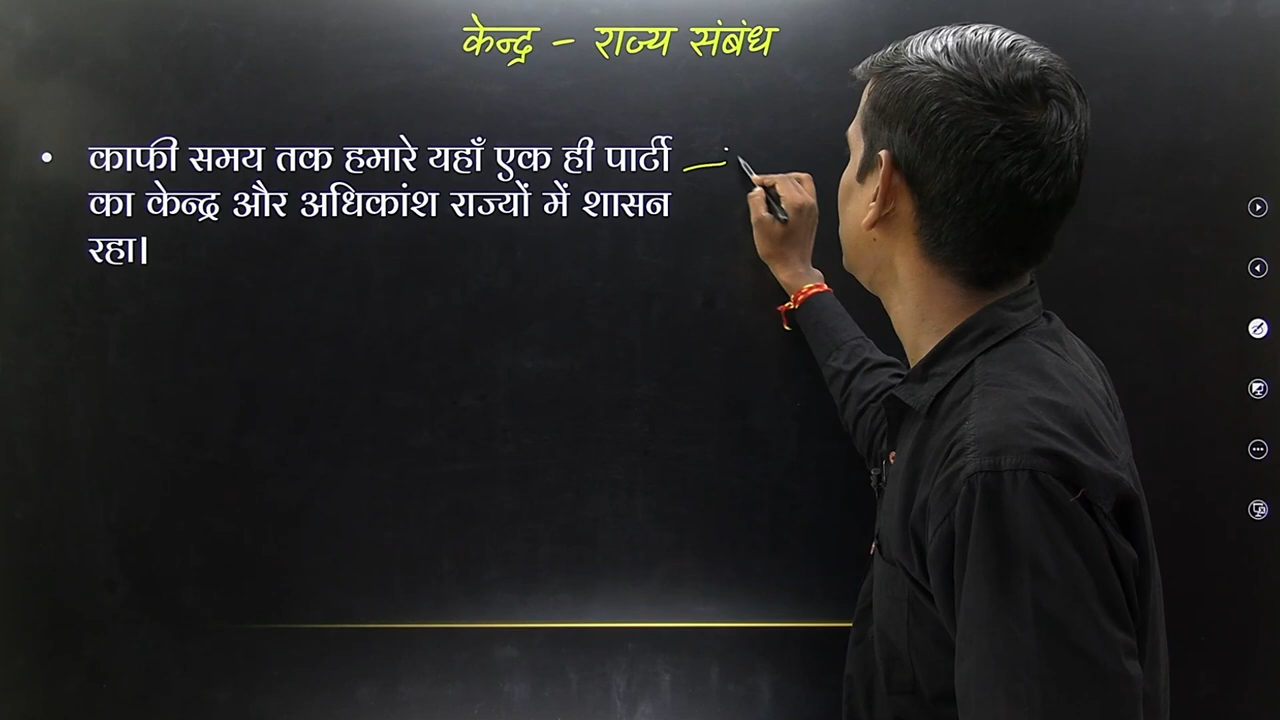 केन्द्र - राज्य संबंध
• काफी समय तक हमारे यहाँ एक ही पार्टी
का केन्द्र और अधिकांश राज्यों में शासन
रहा।